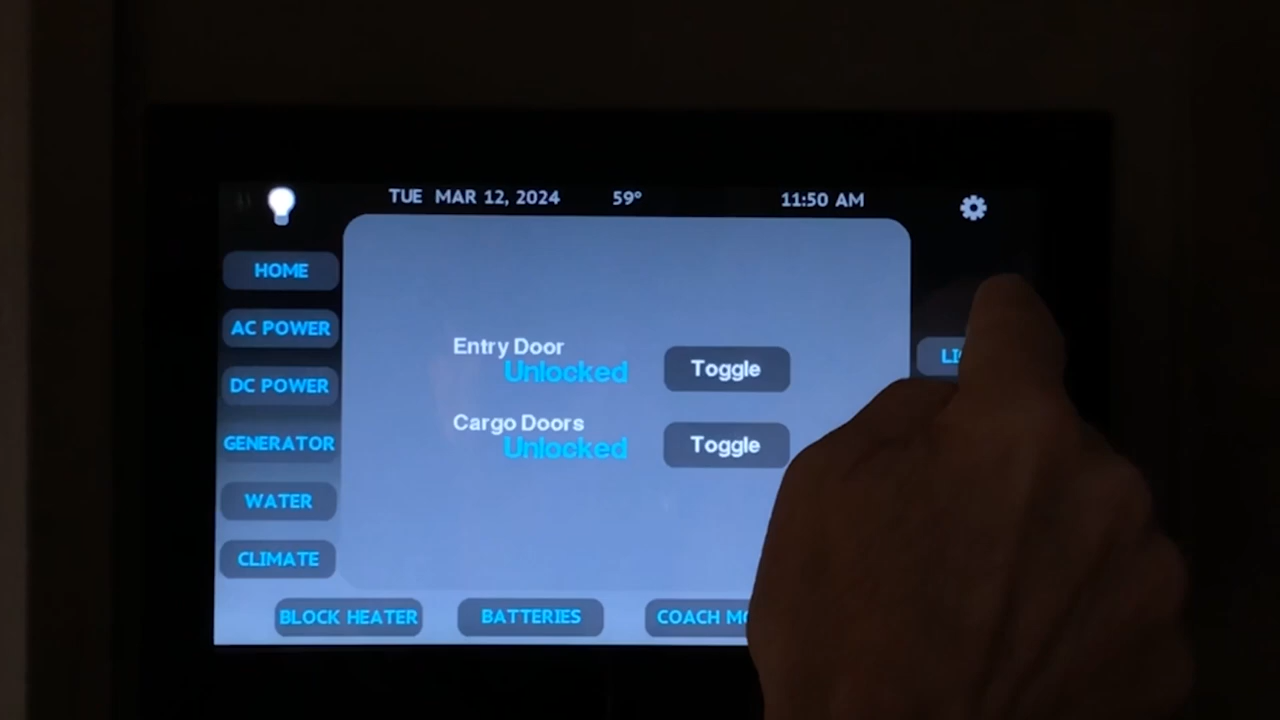 TUE MAR 12, 2024 59° 11:50 AM
HOME
AC POWER
DC POWER
GENERATOR
WATER
CLIMATE
Entry Door
Unlocked
Toggle
Cargo Doors
Unlocked
Toggle
BLOCK HEATER
BATTERIES
COACH